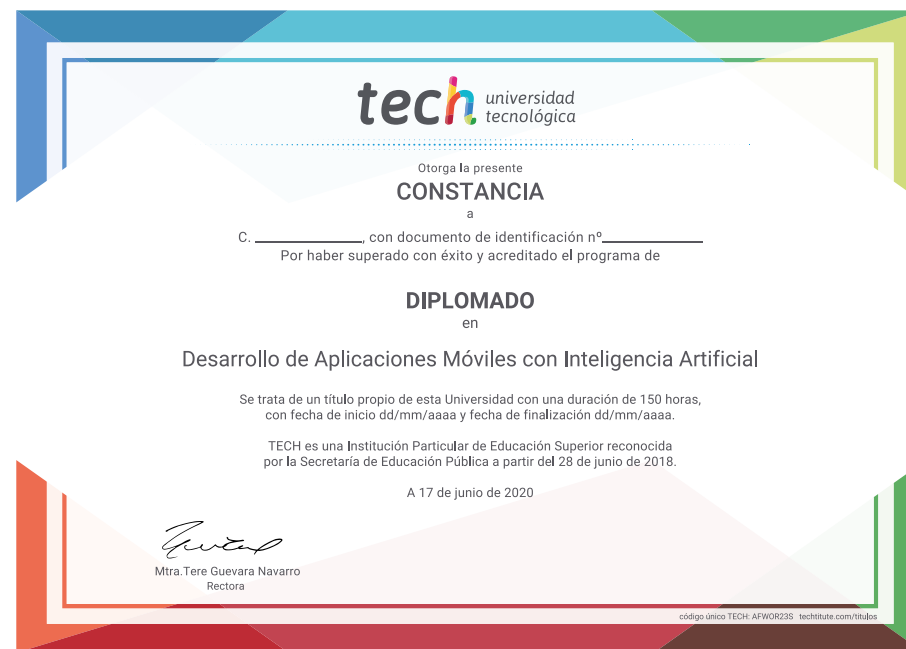 tech universidad
tecnológica
Otorga la presente
CONSTANCIA
a
C. ____________, con documento de identificación nº____________
Por haber superado con éxito y acreditado el programa de
DIPLOMADO
en
Desarrollo de Aplicaciones Móviles con Inteligencia Artificial
Se trata de un título propio de esta Universidad con una duración de 150 horas,
con fecha de inicio dd/mm/aaaa y fecha de finalización dd/mm/aaaa.
TECH es una Institución Particular de Educación Superior reconocida
por la Secretaría de Educación Pública a partir del 28 de junio de 2018.
A 17 de junio de 2020
Mtra.Tere Guevara Navarro
Rectora
código único TECH: AFWOR23S techtitute.com/titulos